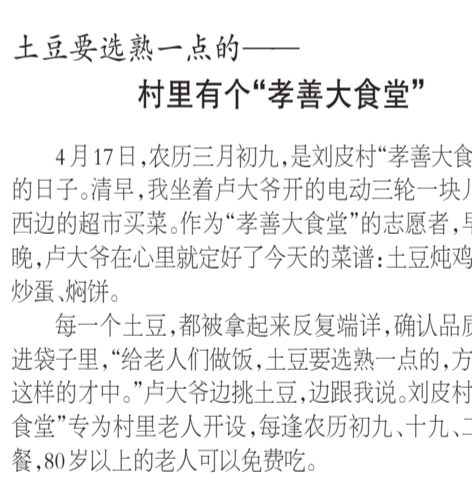 土豆要选熟一点的——
村里有个“孝善大食堂”
4月17日,农历三月初九,是刘皮村“孝善大食
的日子。清早,我坐着卢大爷开的电动三轮一块
西边的超市买菜。作为“孝善大食堂”的志愿者,
晚,卢大爷在心里就定好了今天的菜谱:土豆炖鸡
炒蛋、焖饼。
每一个土豆,都被拿起来反复端详,确认品质
进袋子里,“给老人们做饭,土豆要选熟一点的,方
这样的才中。”卢大爷边挑土豆,边跟我说。刘皮村
食堂”专为村里老人开设,每逢农历初九、十九、二
餐,80岁以上的老人可以免费吃。